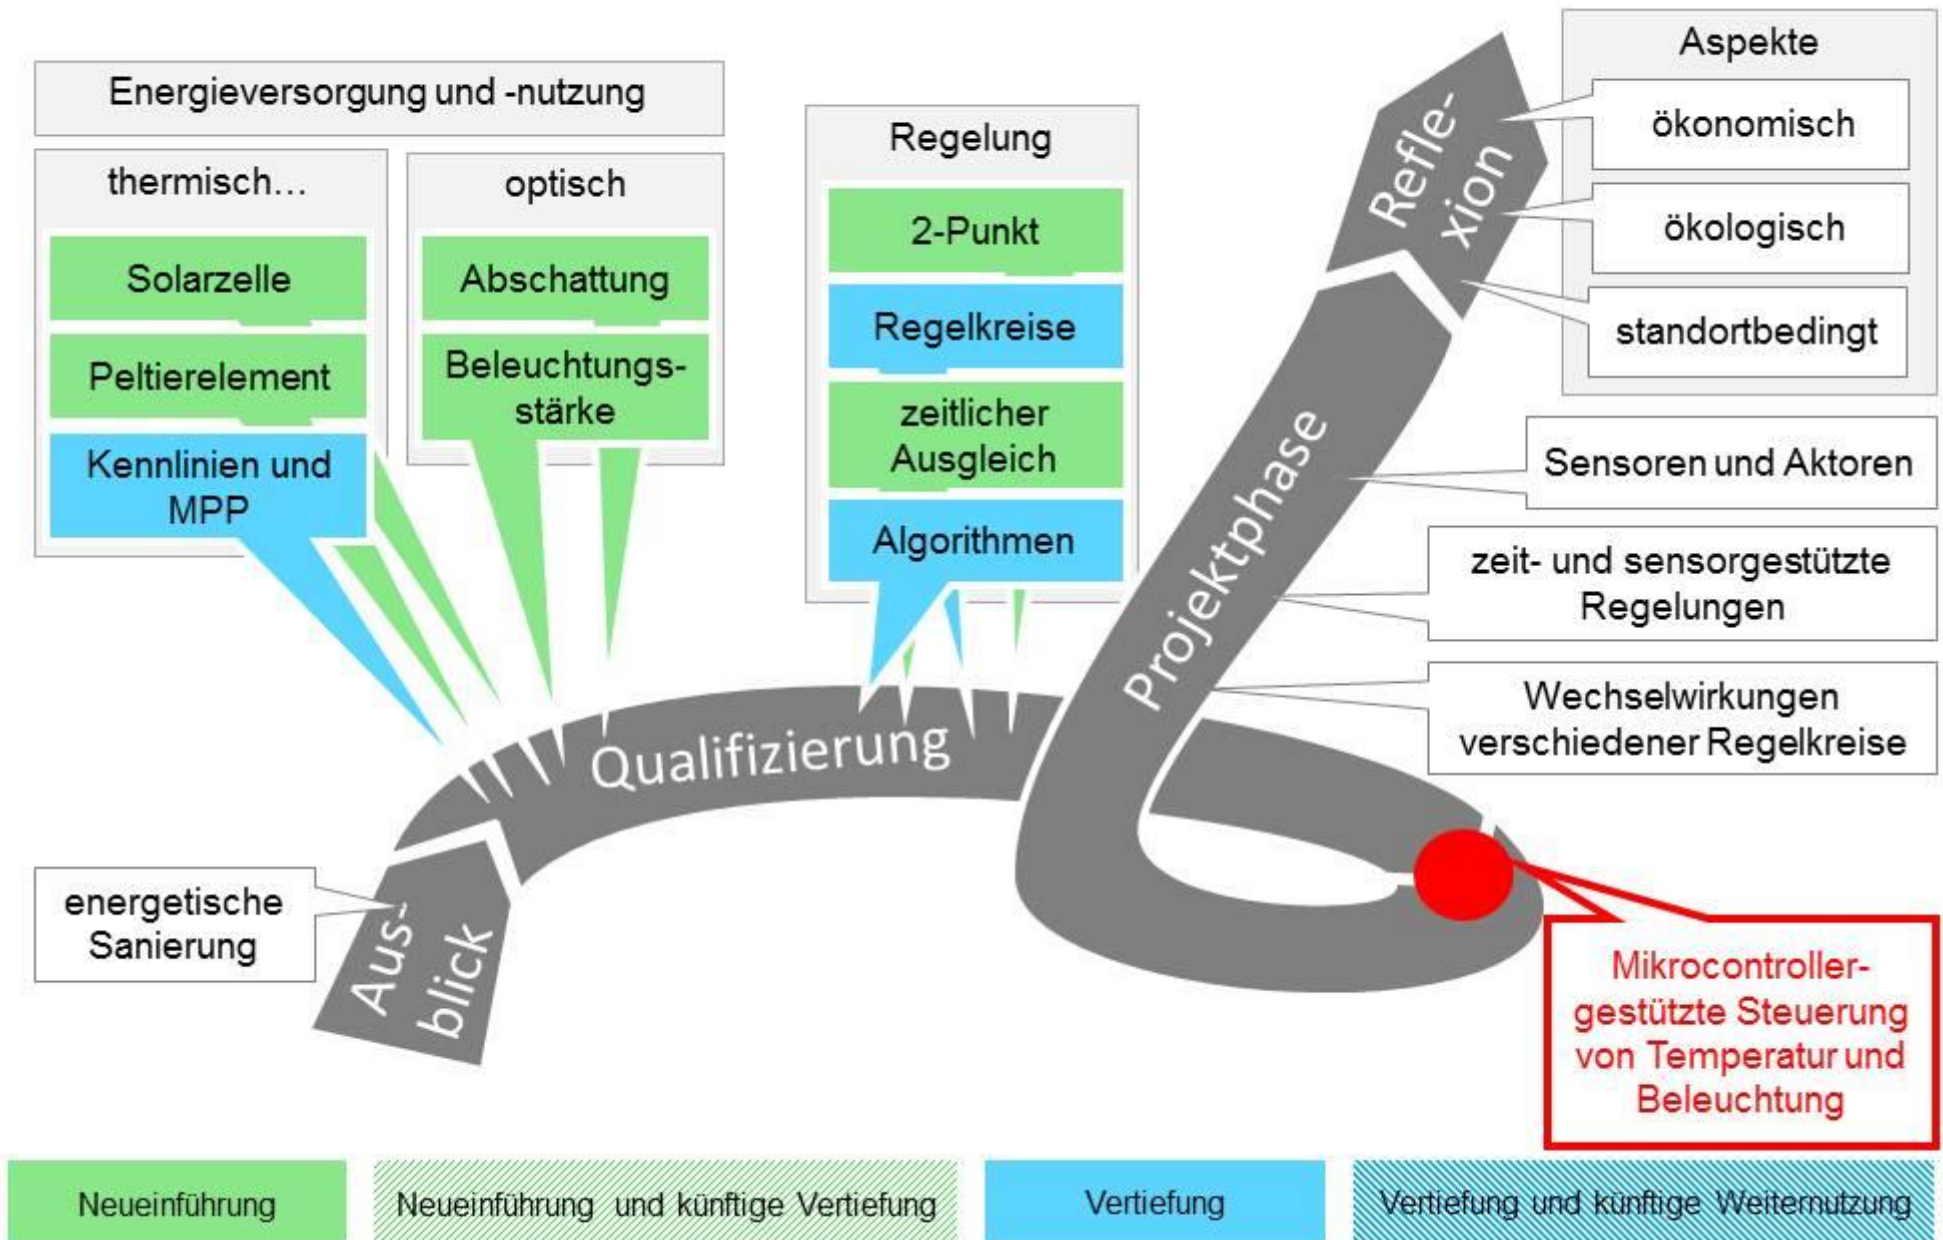 Energieversorgung und -nutzung
thermisch...
Solarzelle
Peltierelement
Kennlinien und
MPP
optisch
Abschattung
Beleuchtungs-
stärke
Regelung
2-Punkt
Regelkreise
zeitlicher
Ausgleich
Algorithmen
Aspekte
ökonomisch
ökologisch
standortbedingt
Refle-
xion
Sensoren und Aktoren
zeit- und sensorgestützte
Regelungen
Wechselwirkungen
verschiedener Regelkreise
Projektphase
Qualifizierung
energetische
Sanierung
Aus-
blick
Mikrocontroller-
gestützte Steuerung
von Temperatur und
Beleuchtung
Neueinführung
Neueinführung und künftige Vertiefung
Vertiefung
Vertiefung und künftige Weiternutzung